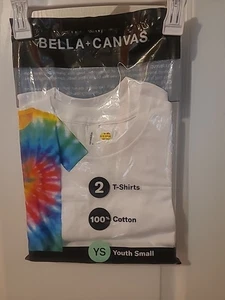 BELLA+CANVAS
2 T-Shirts
100% Cotton
YS Youth Small